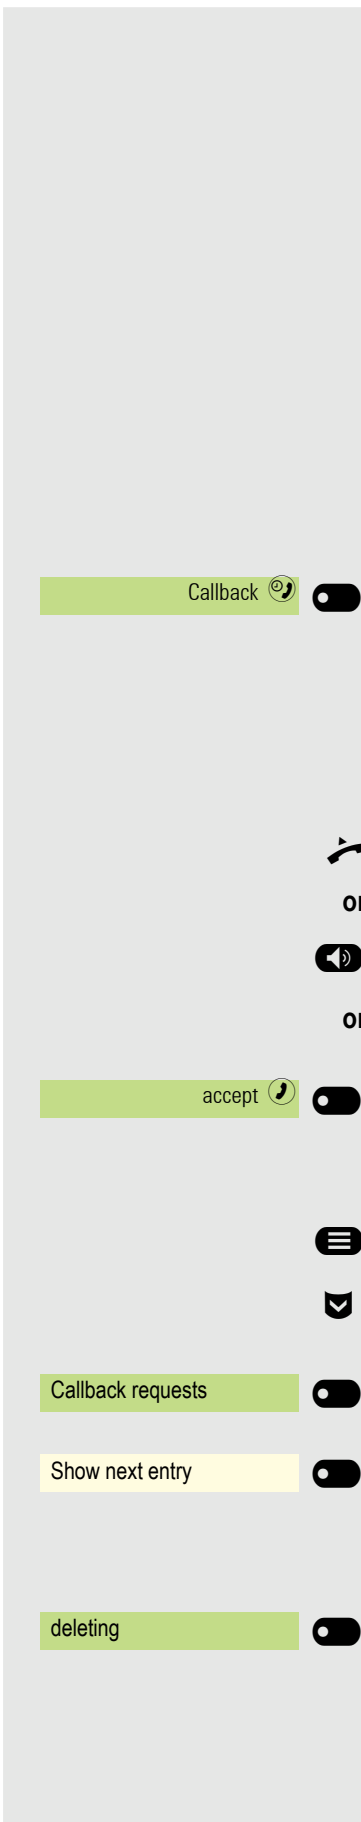 Callback
or
or
accept
Callback requests
Show next entry
deleting